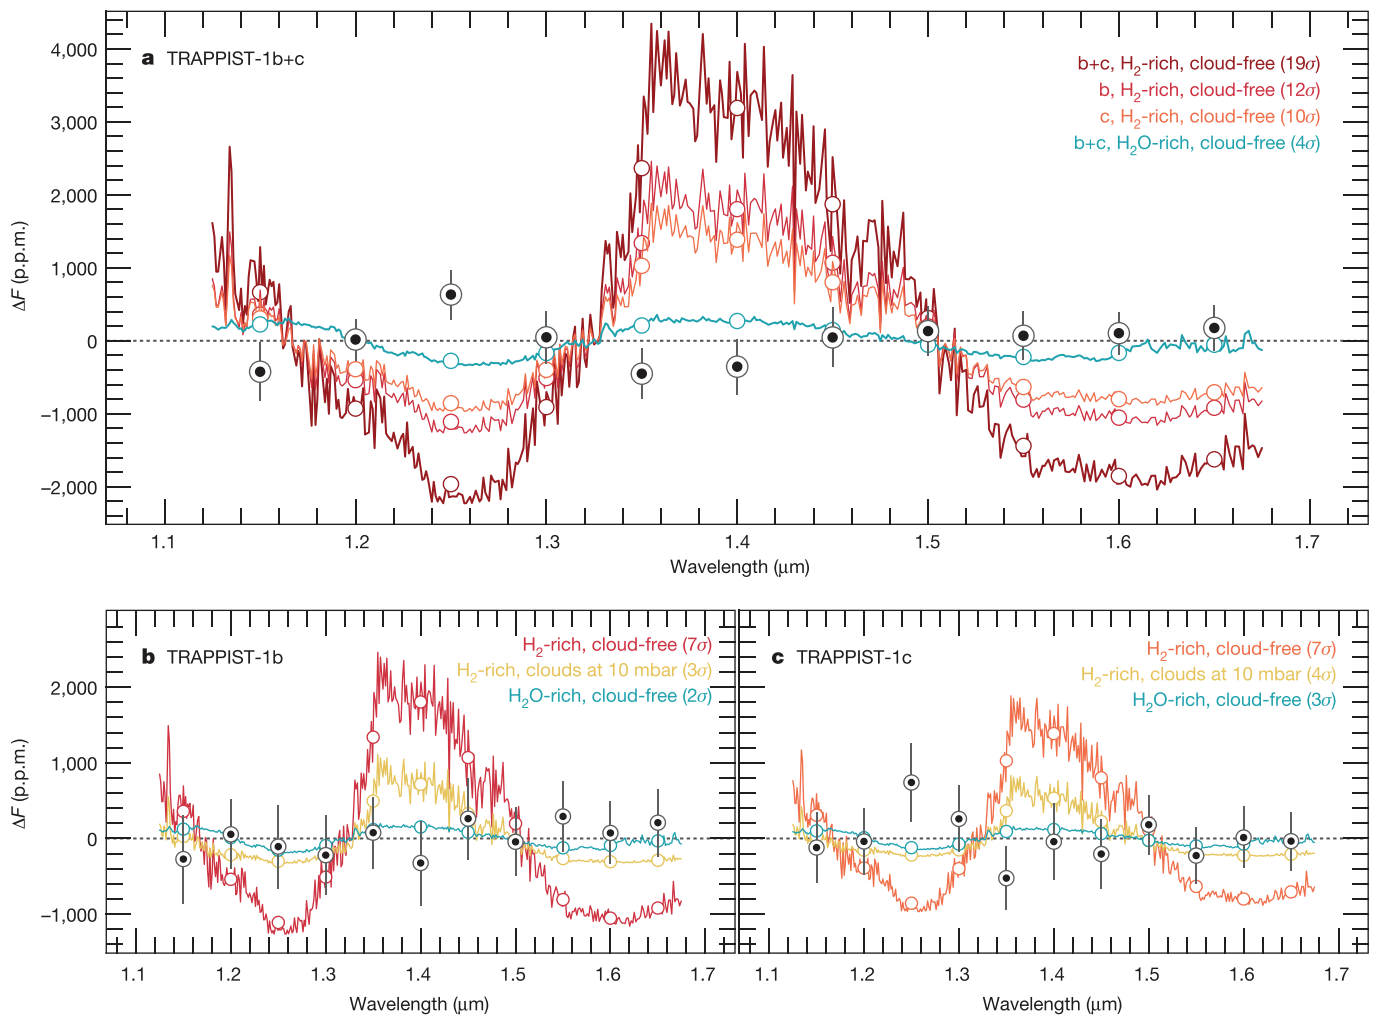 a TRAPPIST-1b+c
b+c, H2-rich, cloud-free (19σ)
b, H2-rich, cloud-free (12σ)
c, H2-rich, cloud-free (10σ)
b+c, H2O-rich, cloud-free (4σ)
4,000
3,000
2,000
1,000
0
−1,000
−2,000
ΔF (p.p.m.)
1.1 1.2 1.3 1.4 1.5 1.6 1.7
Wavelength (μm)
b TRAPPIST-1b
H2-rich, cloud-free (7σ)
H2-rich, clouds at 10 mbar (3σ)
H2O-rich, cloud-free (2σ)
2,000
1,000
0
−1,000
ΔF (p.p.m.)
1.1 1.2 1.3 1.4 1.5 1.6 1.7
Wavelength (μm)
c TRAPPIST-1c
H2-rich, cloud-free (7σ)
H2-rich, clouds at 10 mbar (4σ)
H2O-rich, cloud-free (3σ)
1.1 1.2 1.3 1.4 1.5 1.6 1.7
Wavelength (μm)